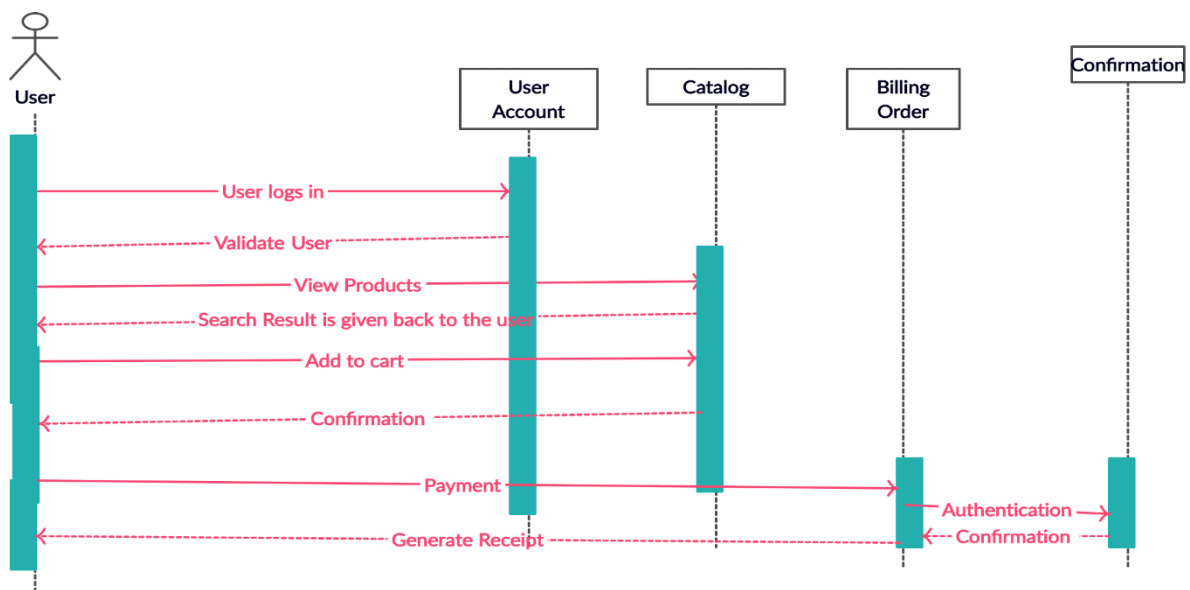 User
User
Account
Catalog
Billing
Order
Confirmation
User logs in
Validate User
View Products
Search Result is given back to the user
Add to cart
Confirmation
Payment
Authentication
Confirmation
Generate Receipt